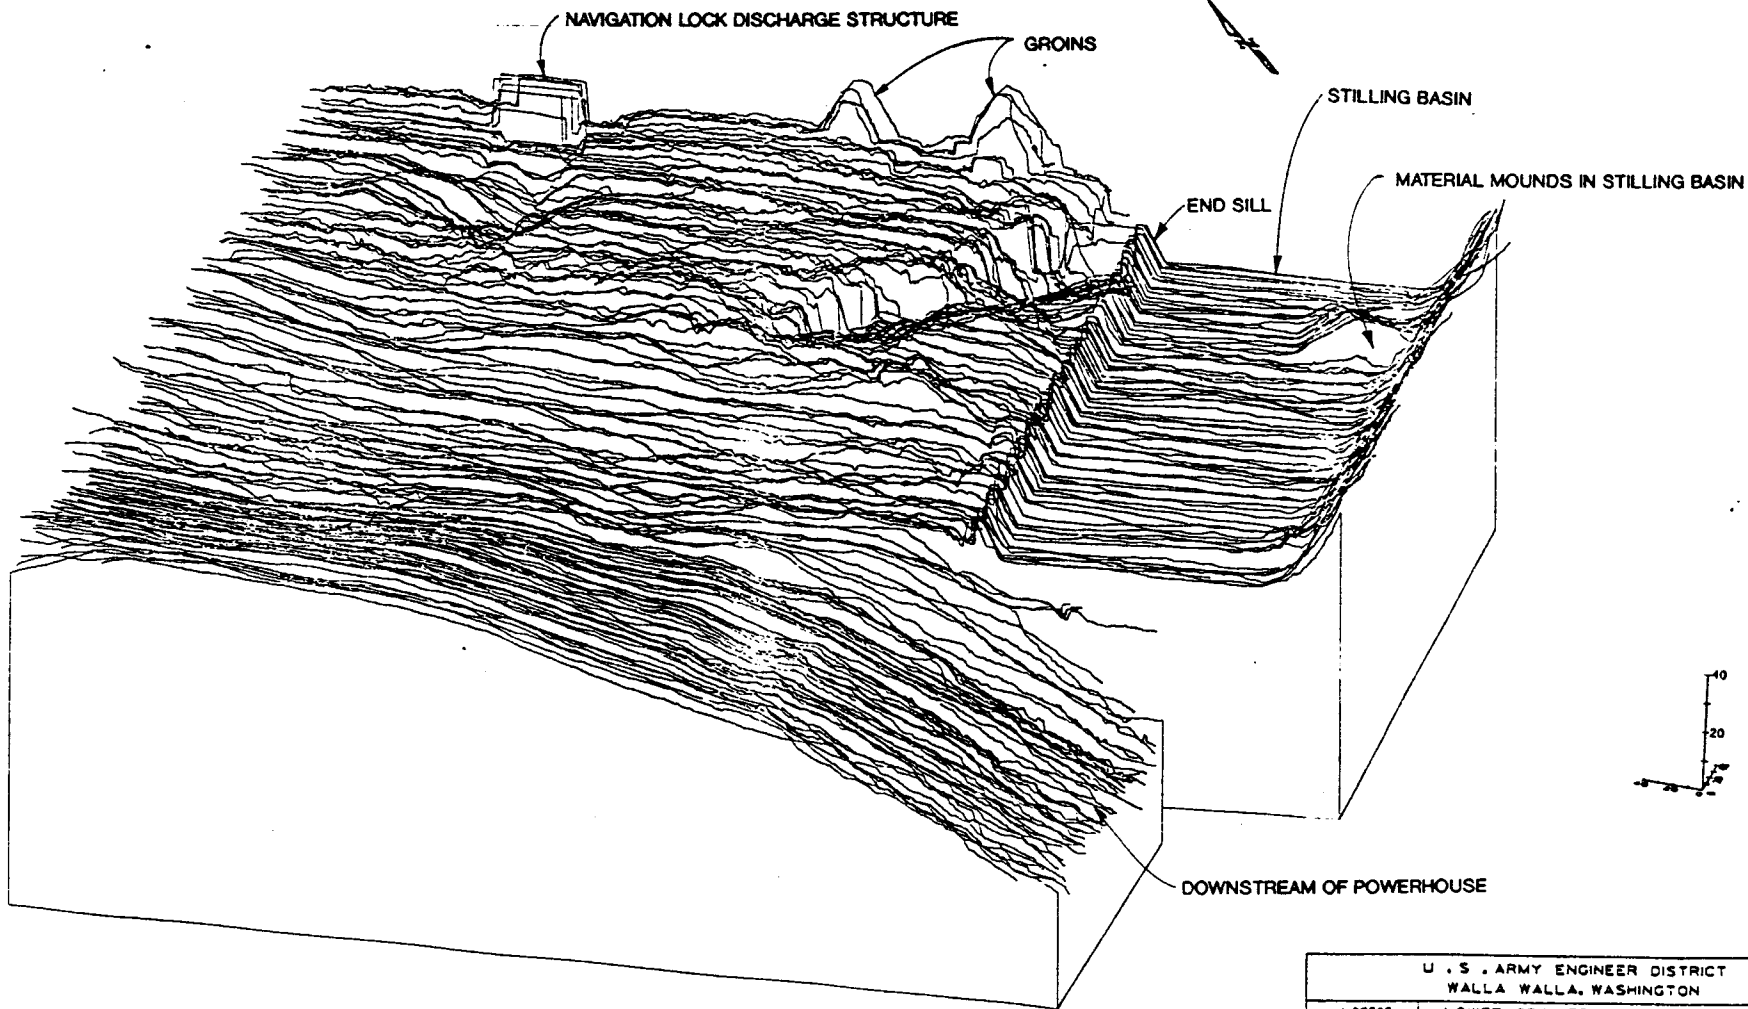 NAVIGATION LOCK DISCHARGE STRUCTURE
GROINS
STILLING BASIN
MATERIAL MOUNDS IN STILLING BASIN
END SILL
40
20
DOWNSTREAM OF POWERHOUSE
U.S. ARMY ENGINEER DISTRICT
WALLA WALLA, WASHINGTON